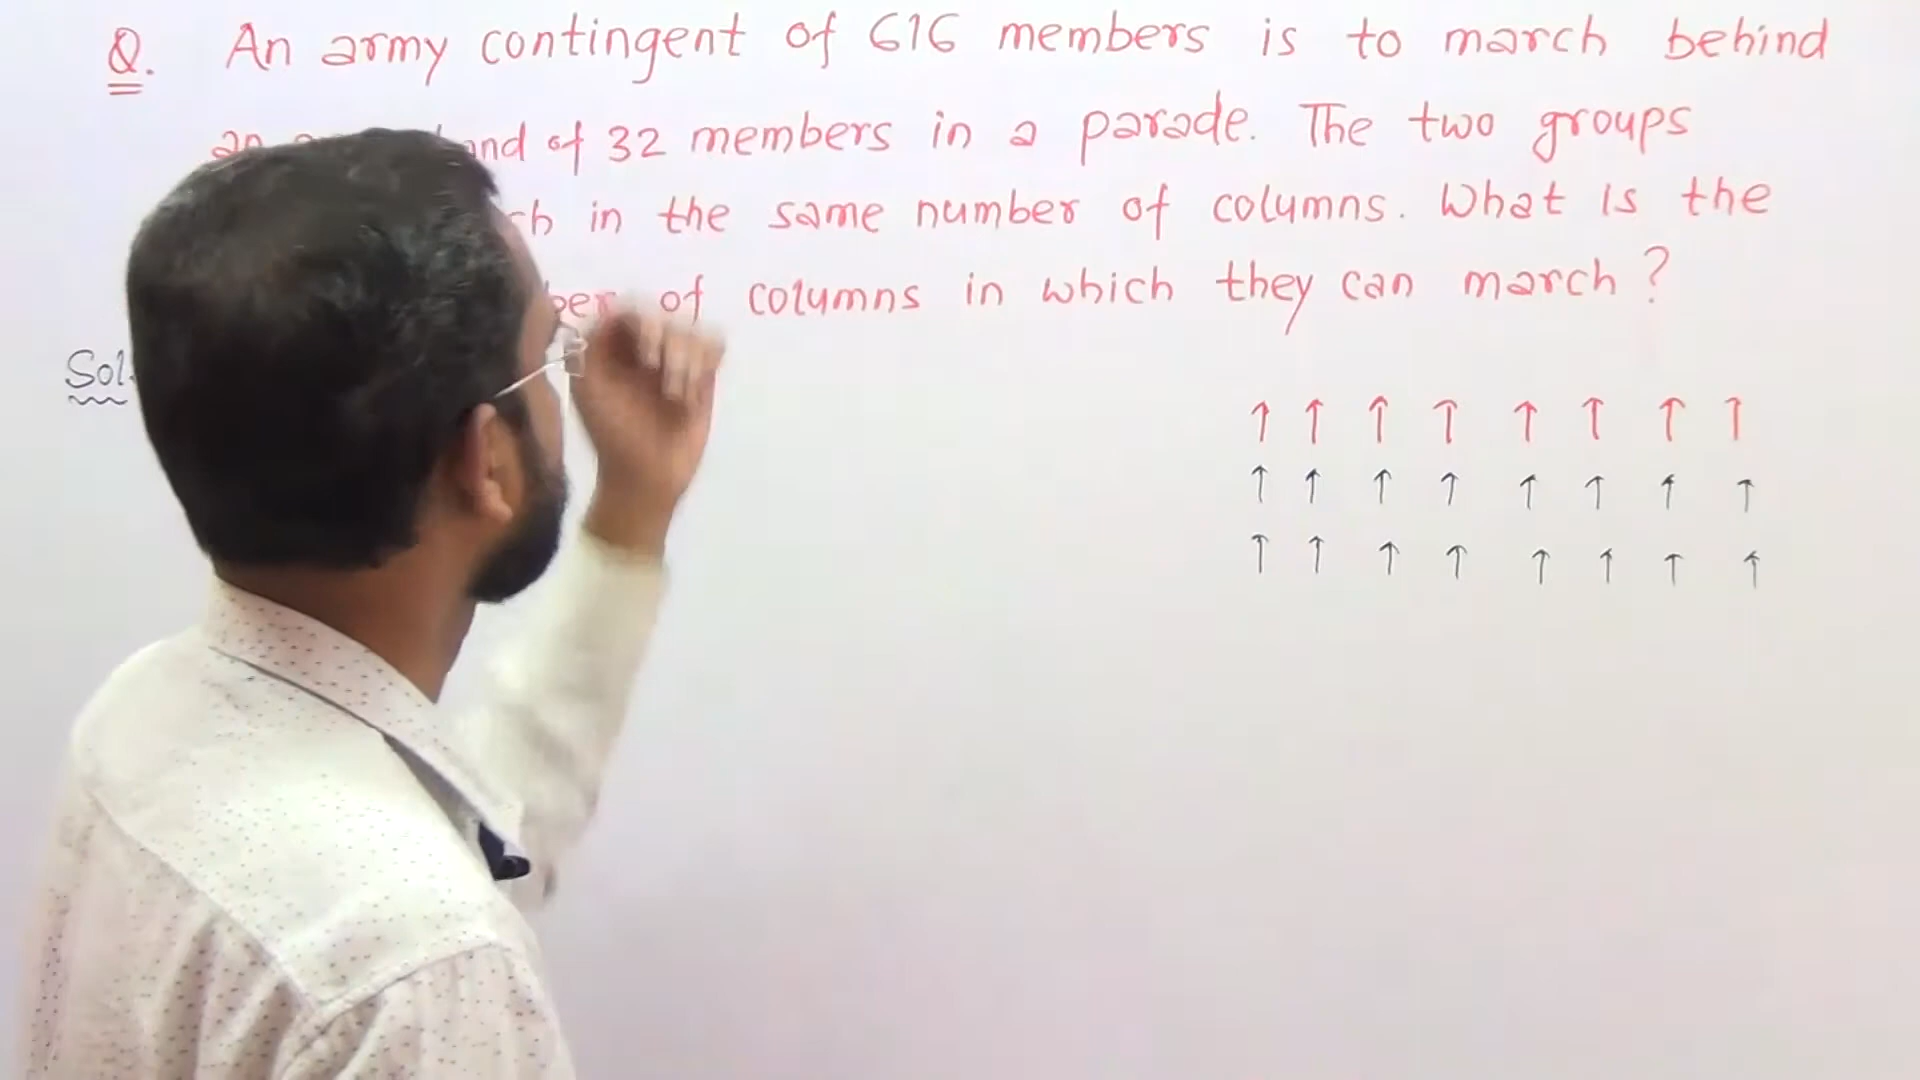 Q. An army contingent of 616 members is to march behind
an of 32 members in a parade. The two groups
in the same number of columns. What is the
of columns in which they can march?
Sol.
↑ ↑ ↑ ↑ ↑ ↑ ↑ ↑
↑ ↑ ↑ ↑ ↑ ↑ ↑ ↑
↑ ↑ ↑ ↑ ↑ ↑ ↑ ↑